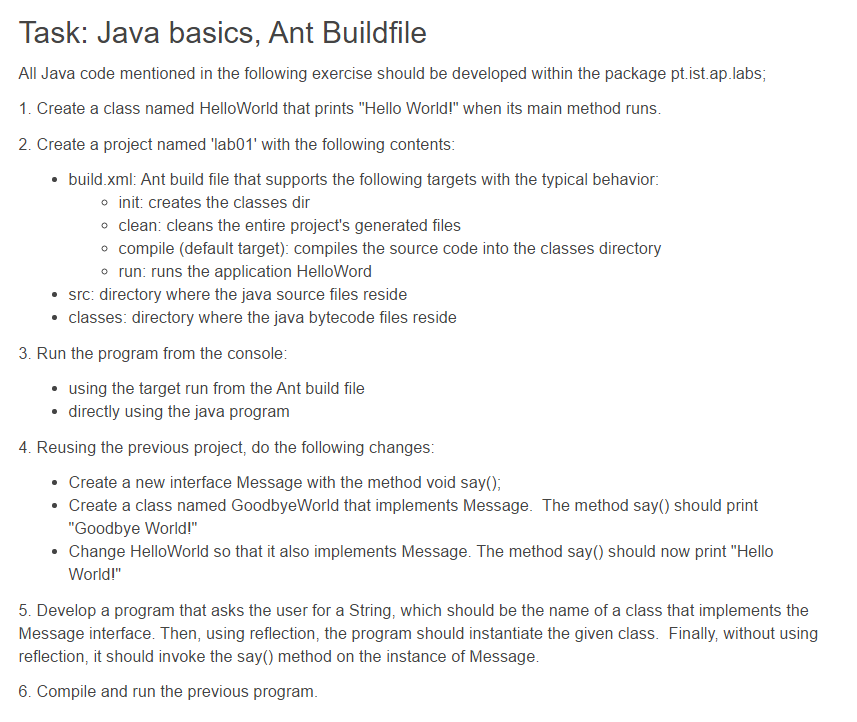 Task: Java basics, Ant Buildfile
All Java code mentioned in the following exercise should be developed within the package pt.ist.ap.labs;
1. Create a class named HelloWorld that prints "Hello World!" when its main method runs.
2. Create a project named 'lab01' with the following contents:
• build.xml: Ant build file that supports the following targets with the typical behavior:
◦ init: creates the classes dir
◦ clean: cleans the entire project's generated files
◦ compile (default target): compiles the source code into the classes directory
◦ run: runs the application HelloWord
• src: directory where the java source files reside
• classes: directory where the java bytecode files reside
3. Run the program from the console:
• using the target run from the Ant build file
• directly using the java program
4. Reusing the previous project, do the following changes:
• Create a new interface Message with the method void say();
• Create a class named GoodbyeWorld that implements Message.  The method say() should print
"Goodbye World!"
• Change HelloWorld so that it also implements Message. The method say() should now print "Hello
World!"
5. Develop a program that asks the user for a String, which should be the name of a class that implements the
Message interface. Then, using reflection, the program should instantiate the given class.  Finally, without using
reflection, it should invoke the say() method on the instance of Message.
6. Compile and run the previous program.